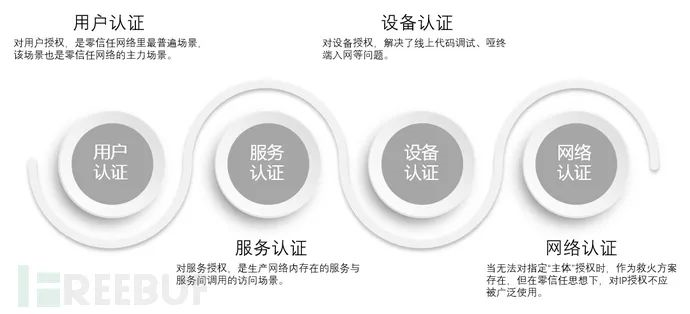 用户认证
对用户授权，是零信任网络里最普遍场景，
该场景也是零信任网络的主力场景。
设备认证
对设备授权，解决了线上代码调试、哑终
端入网等问题。
用户
认证
服务
认证
设备
认证
网络
认证
服务认证
对服务授权，是生产网络内存在的服务与
服务间调用的访问场景。
网络认证
当无法对指定“主体”授权时，作为救火方案
存在，但在零信任思想下，对IP授权不应
被广泛使用。
FREEBUF